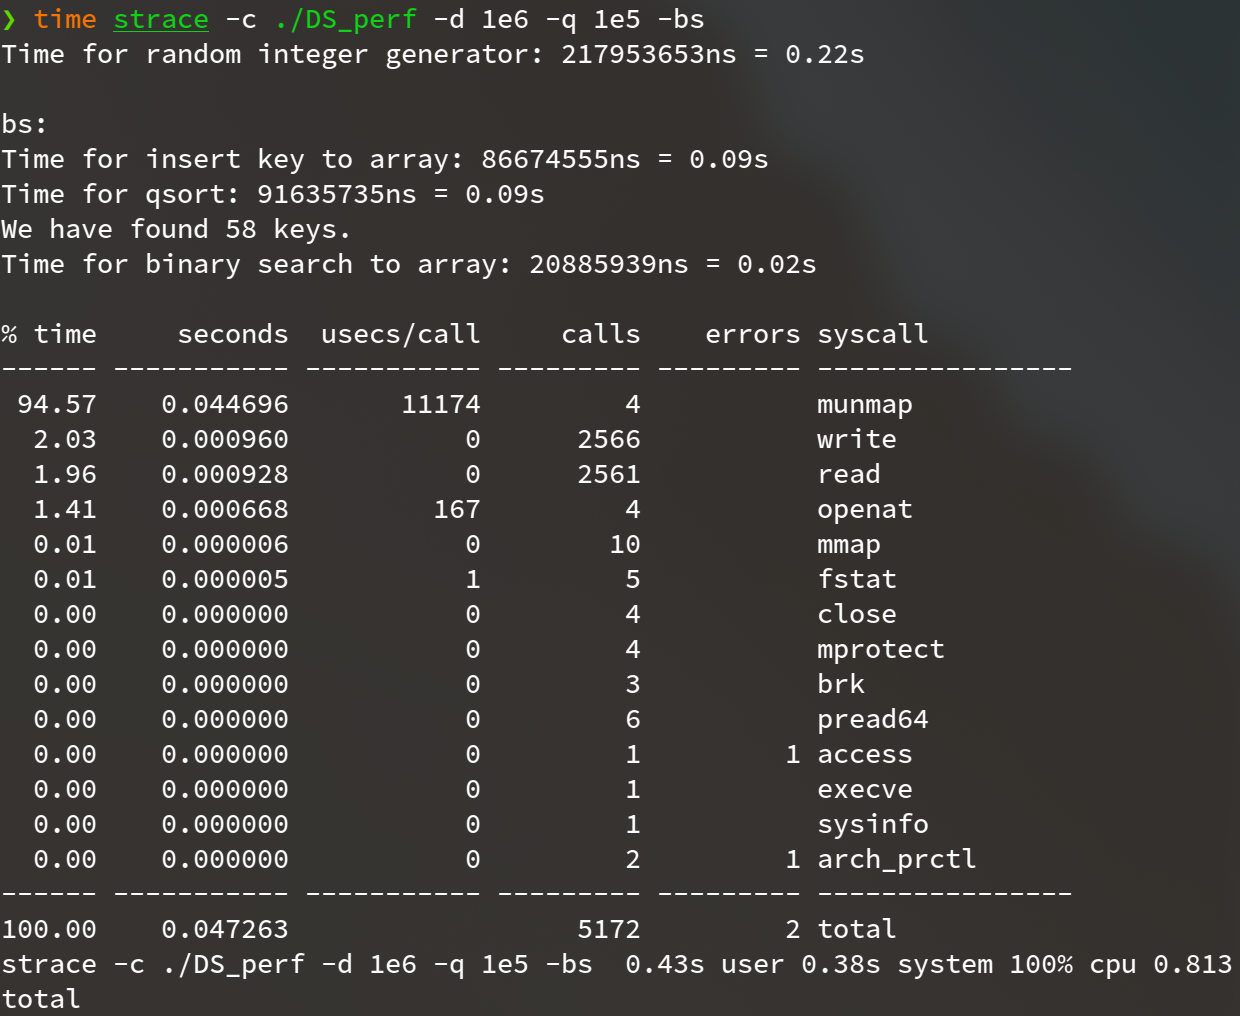 ❯ time strace -c ./DS_perf -d 1e6 -q 1e5 -bs
Time for random integer generator: 217953653ns = 0.22s

bs:
Time for insert key to array: 86674555ns = 0.09s
Time for qsort: 91635735ns = 0.09s
We have found 58 keys.
Time for binary search to array: 20885939ns = 0.02s

% time     seconds  usecs/call     calls    errors syscall
------ ----------- ----------- --------- --------- ----------------
 94.57    0.044696       11174         4           munmap
  2.03    0.000960           0      2566           write
  1.96    0.000928           0      2561           read
  1.41    0.000668         167         4           openat
  0.01    0.000006           0        10           mmap
  0.01    0.000005           1         5           fstat
  0.00    0.000000           0         4           close
  0.00    0.000000           0         4           mprotect
  0.00    0.000000           0         3           brk
  0.00    0.000000           0         6           pread64
  0.00    0.000000           0         1         1 access
  0.00    0.000000           0         1           execve
  0.00    0.000000           0         1           sysinfo
  0.00    0.000000           0         2         1 arch_prctl
------ ----------- ----------- --------- --------- ----------------
100.00    0.047263                  5172         2 total
strace -c ./DS_perf -d 1e6 -q 1e5 -bs  0.43s user 0.38s system 100% cpu 0.813
total